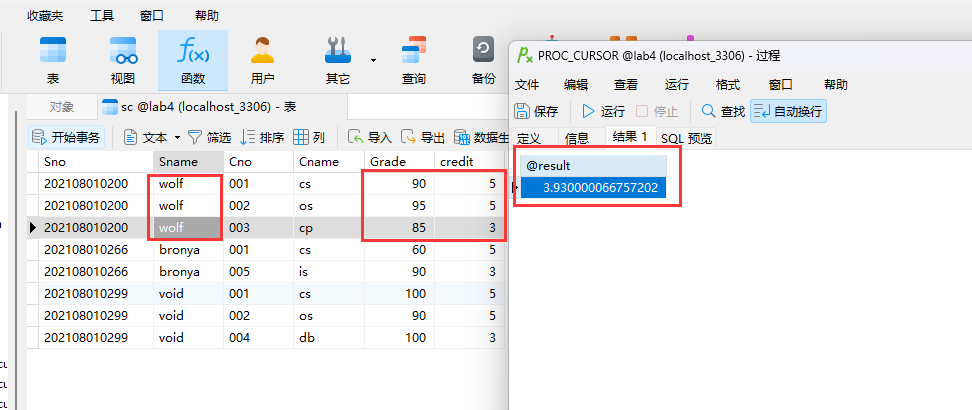 收藏夹 工具 窗口 帮助
表 视图 函数 用户 其它 查询 备份
f(x)
对象 sc @lab4 (localhost_3306) - 表
开始事务 文本 筛选 排序 列 导入 导出 数据生
Sno Sname Cno Cname Grade credit
202108010200 wolf 001 cs 90 5
202108010200 wolf 002 os 95 5
202108010200 wolf 003 cp 85 3
202108010266 bronya 001 cs 60 5
202108010266 bronya 005 is 90 3
202108010299 void 001 cs 100 5
202108010299 void 002 os 90 5
202108010299 void 004 db 100 3
PROC_CURSOR @lab4 (localhost_3306) - 过程
文件 编辑 查看 运行 格式 窗口 帮助
保存 运行 停止 查找 自动换行
定义 信息 结果 1 SQL 预览
@result
3.930000066757202